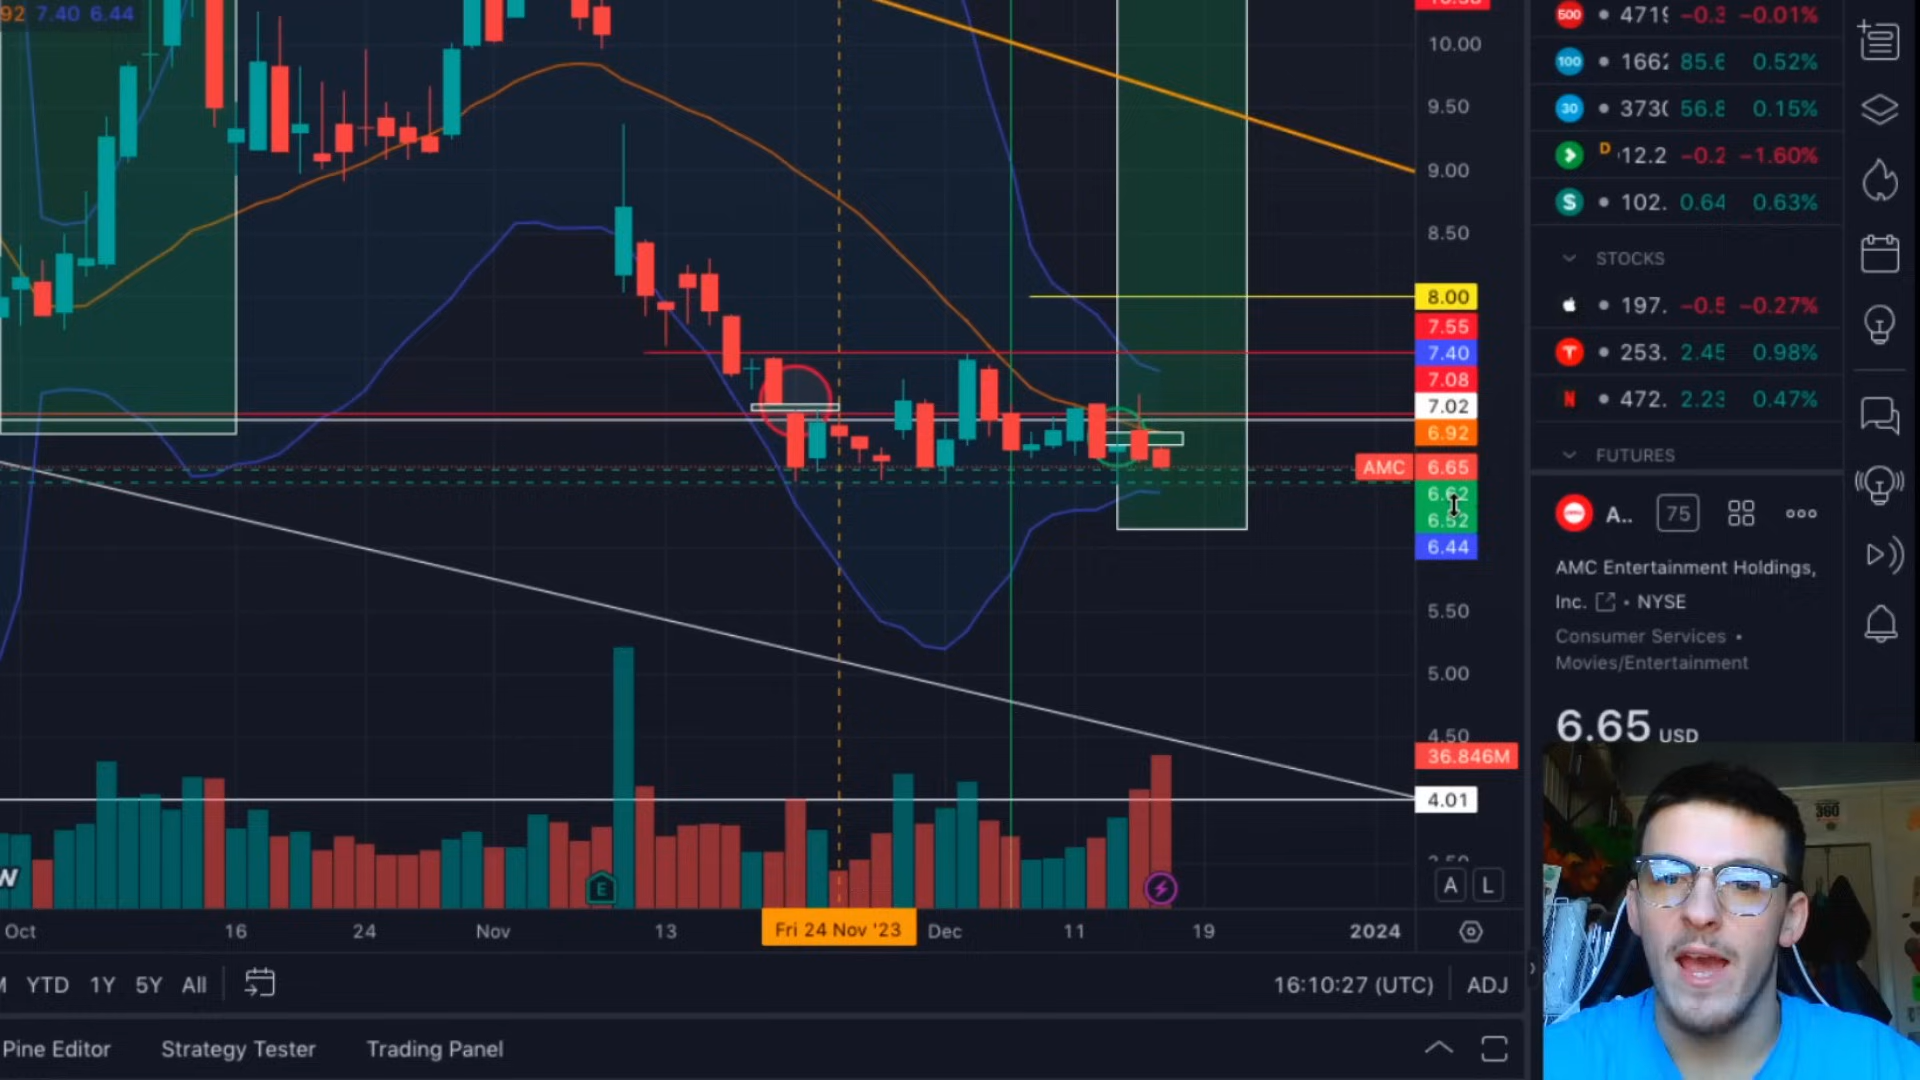 92 7.40 6.44
10.00
9.50
9.00
8.50
8.00
7.55
7.40
7.08
7.02
6.92
AMC 6.65
6.62
6.52
6.44
5.50
5.00
4.50
36.846M
4.01
A L
E
Oct 16 24 Nov 13 Fri 24 Nov '23 Dec 11 19 2024
YTD 1Y 5Y All
16:10:27 (UTC) ADJ
Pine Editor Strategy Tester Trading Panel
500 −0.3 −0.01%
100 1662 85.6 0.52%
30 56.8 0.15%
D 12.2 −0.2 −1.60%
S 102. 0.64 0.63%
STOCKS
197. −0.5 −0.27%
T 253. 2.45 0.98%
N 472. 2.23 0.47%
FUTURES
A.. 75
AMC Entertainment Holdings,
Inc. • NYSE
Consumer Services •
Movies/Entertainment
6.65 USD
360